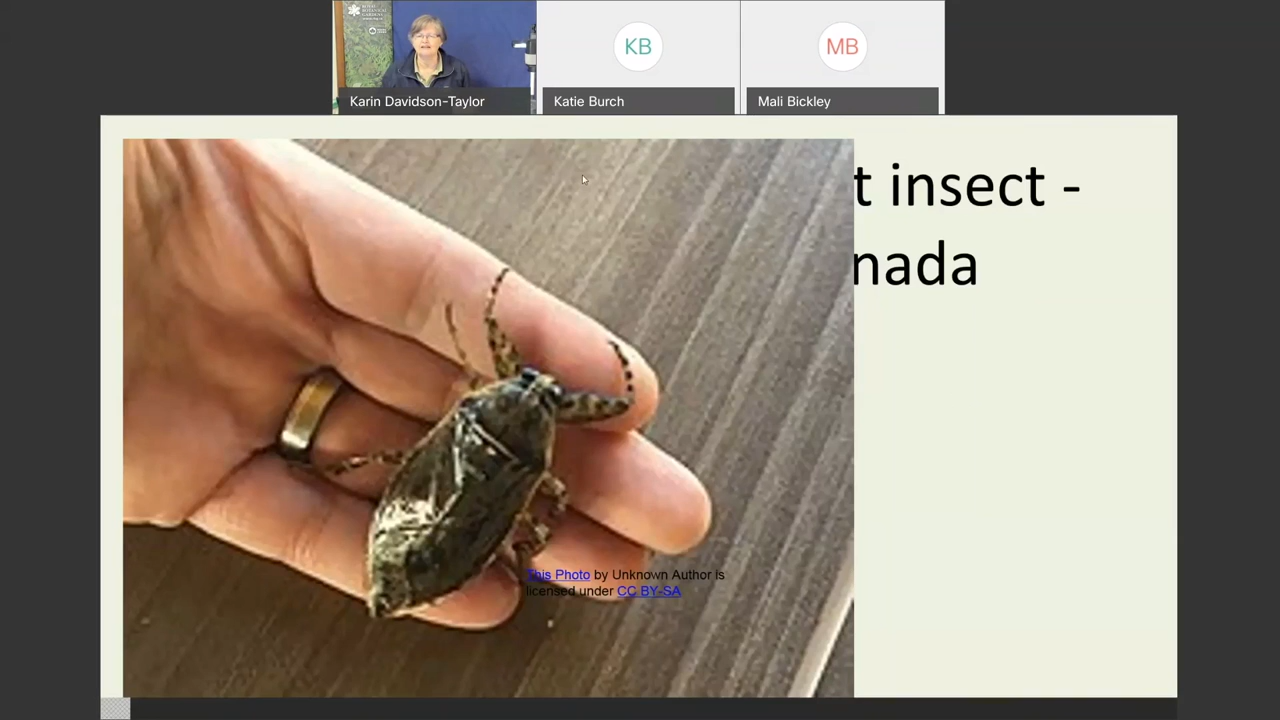 Karin Davidson-Taylor
KB
Katie Burch
MB
Mali Bickley
t insect -
nada
This Photo by Unknown Author is
licensed under CC BY-SA